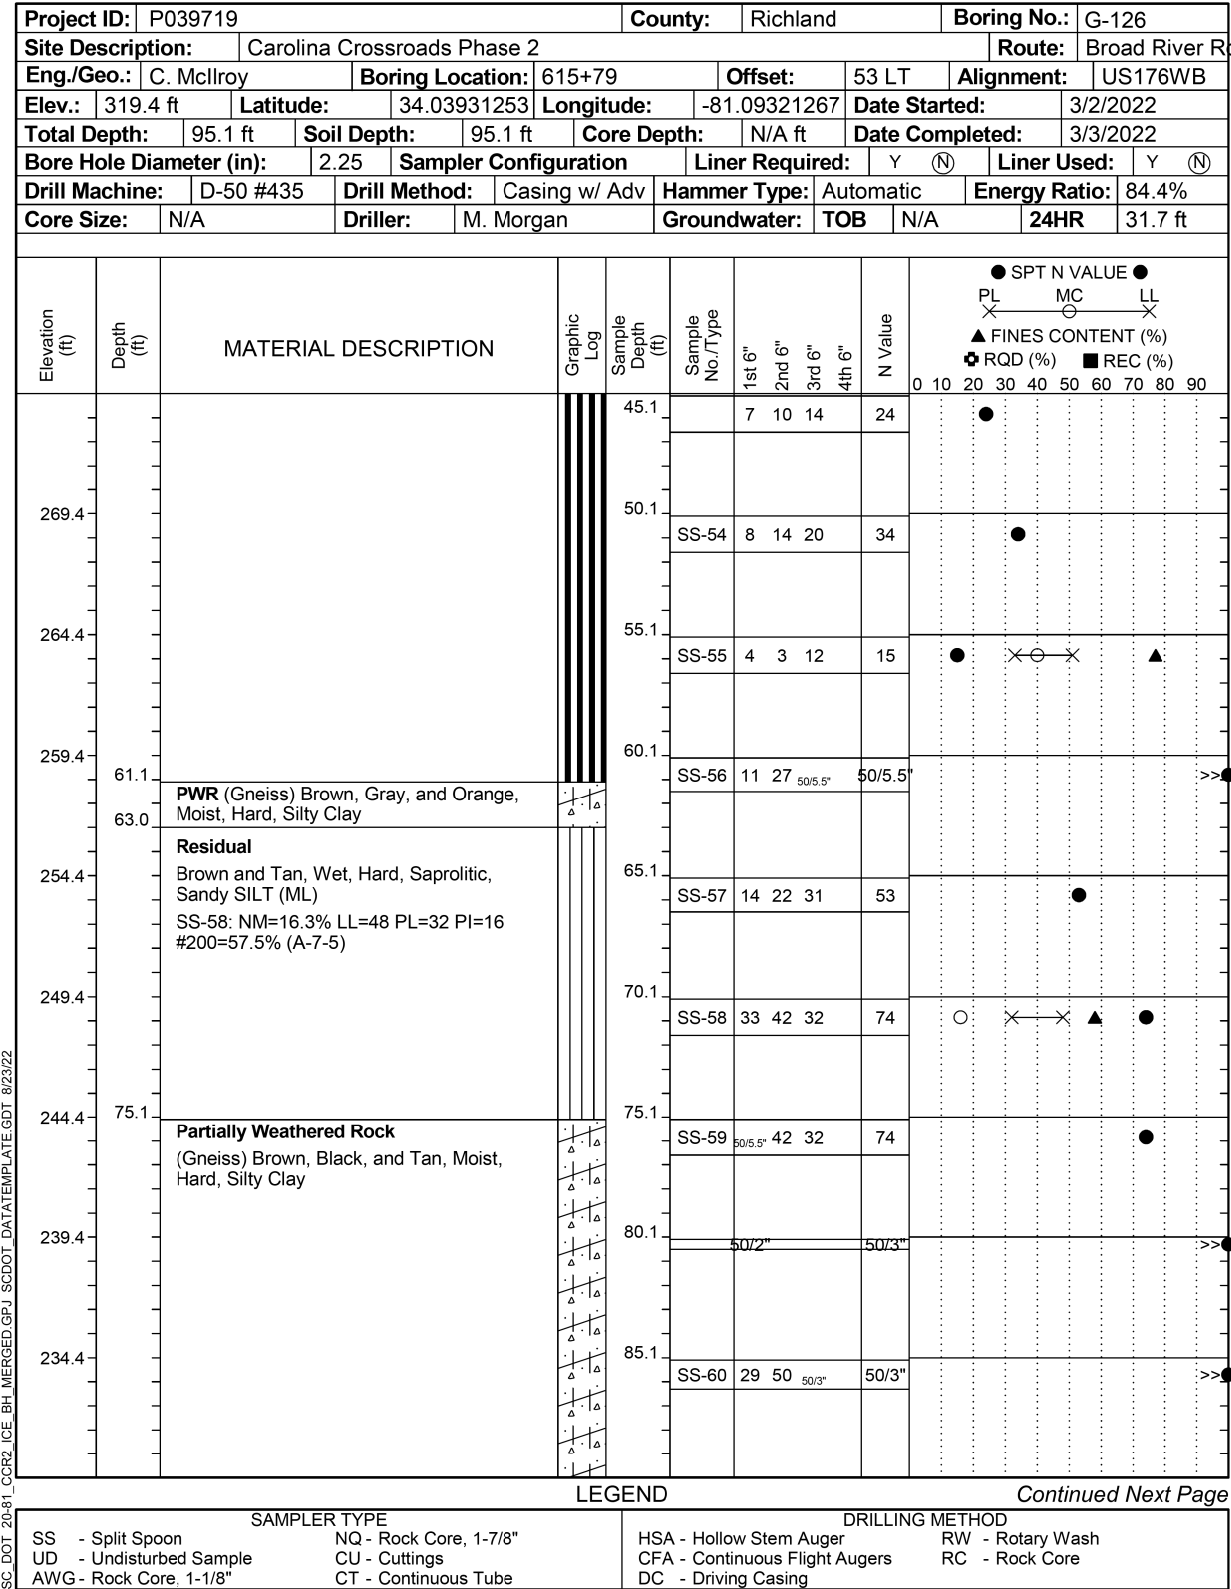 Project ID: P039719 County: Richland Boring No.: G-126
Site Description: Carolina Crossroads Phase 2 Route: Broad River R
Eng./Geo.: C. McIlroy Boring Location: 615+79 Offset: 53 LT Alignment: US176WB
Elev.: 319.4 ft Latitude: 34.03931253 Longitude: -81.09321267 Date Started: 3/2/2022
Total Depth: 95.1 ft Soil Depth: 95.1 ft Core Depth: N/A ft Date Completed: 3/3/2022
Bore Hole Diameter (in): 2.25 Sampler Configuration Liner Required: Y N Liner Used: Y N
Drill Machine: D-50 #435 Drill Method: Casing w/ Adv Hammer Type: Automatic Energy Ratio: 84.4%
Core Size: N/A Driller: M. Morgan Groundwater: TOB N/A 24HR 31.7 ft
Elevation (ft) Depth (ft) MATERIAL DESCRIPTION Graphic Log Sample Depth (ft) Sample No./Type 1st 6" 2nd 6" 3rd 6" 4th 6" N Value
SPT N VALUE
PL MC LL
FINES CONTENT (%)
RQD (%) REC (%)
0 10 20 30 40 50 60 70 80 90
45.1
7 10 14 24
269.4 50.1
SS-54 8 14 20 34
264.4 55.1
SS-55 4 3 12 15
259.4 60.1
61.1 SS-56 11 27 50/5.5" 50/5.5" >>
PWR (Gneiss) Brown, Gray, and Orange,
Moist, Hard, Silty Clay
63.0
Residual
254.4 Brown and Tan, Wet, Hard, Saprolitic, 65.1
Sandy SILT (ML) SS-57 14 22 31 53
SS-58: NM=16.3% LL=48 PL=32 PI=16
#200=57.5% (A-7-5)
249.4 70.1
SS-58 33 42 32 74
244.4 75.1 75.1
Partially Weathered Rock SS-59 50/5.5" 42 32 74
(Gneiss) Brown, Black, and Tan, Moist,
Hard, Silty Clay
239.4 80.1
50/2" 50/3" >>
234.4 85.1
SS-60 29 50 50/3" 50/3" >>
LEGEND Continued Next Page
SAMPLER TYPE DRILLING METHOD
SS - Split Spoon NQ - Rock Core, 1-7/8" HSA - Hollow Stem Auger RW - Rotary Wash
UD - Undisturbed Sample CU - Cuttings CFA - Continuous Flight Augers RC - Rock Core
AWG - Rock Core, 1-1/8" CT - Continuous Tube DC - Driving Casing
SC_DOT 20-81_CCR2_ICE_BH_MERGED.GPJ SCDOT_DATATEMPLATE.GDT 8/23/22